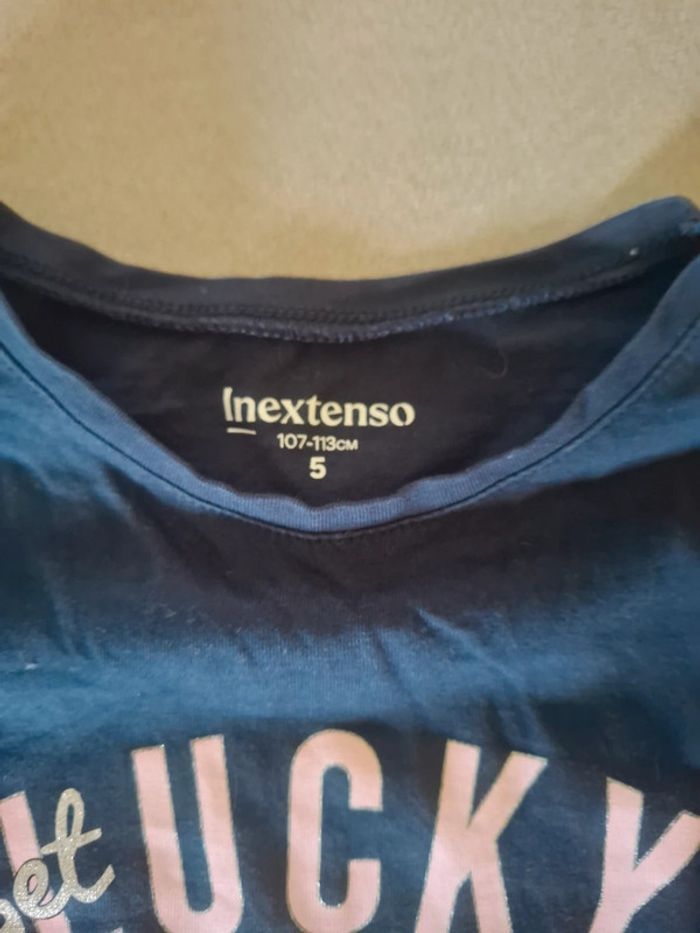 Inextenso
107-113CM
5
LUCKY